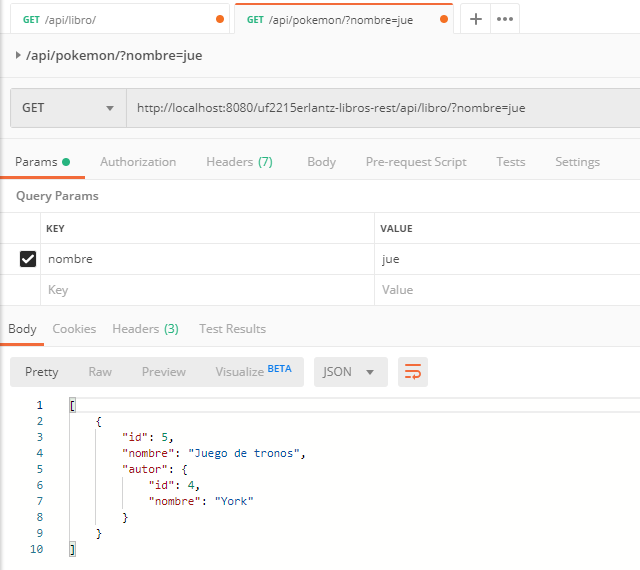 GET /api/libro/ GET /api/pokemon/?nombre=jue + •••
/api/pokemon/?nombre=jue
GET http://localhost:8080/uf2215erlantz-libros-rest/api/libro/?nombre=jue
Params Authorization Headers (7) Body Pre-request Script Tests Settings
Query Params
KEY VALUE
nombre jue
Key Value
Body Cookies Headers (3) Test Results
Pretty Raw Preview Visualize BETA JSON
1 [
2 {
3 "id": 5,
4 "nombre": "Juego de tronos",
5 "autor": {
6 "id": 4,
7 "nombre": "York"
8 }
9 }
10 ]